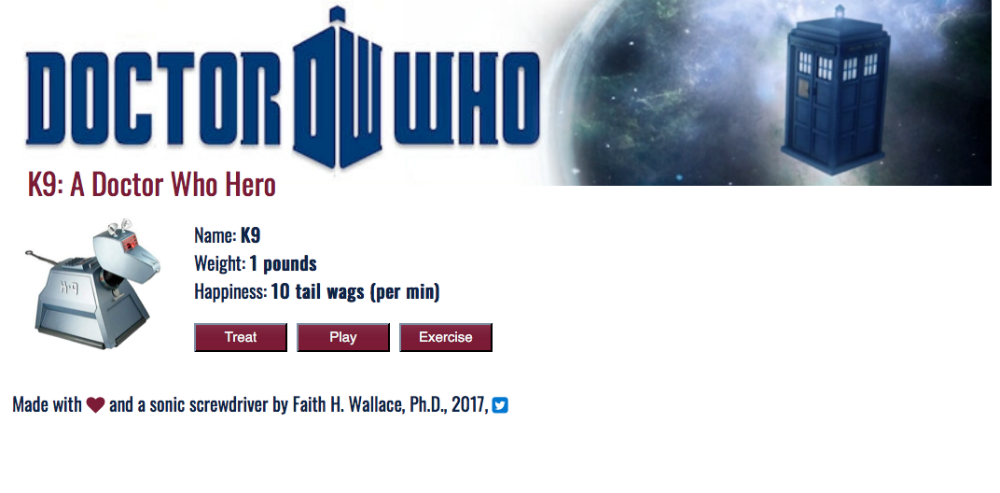 DOCTOR DW WHO
K9: A Doctor Who Hero
Name: K9
Weight: 1 pounds
Happiness: 10 tail wags (per min)
Treat Play Exercise
Made with and a sonic screwdriver by Faith H. Wallace, Ph.D., 2017,